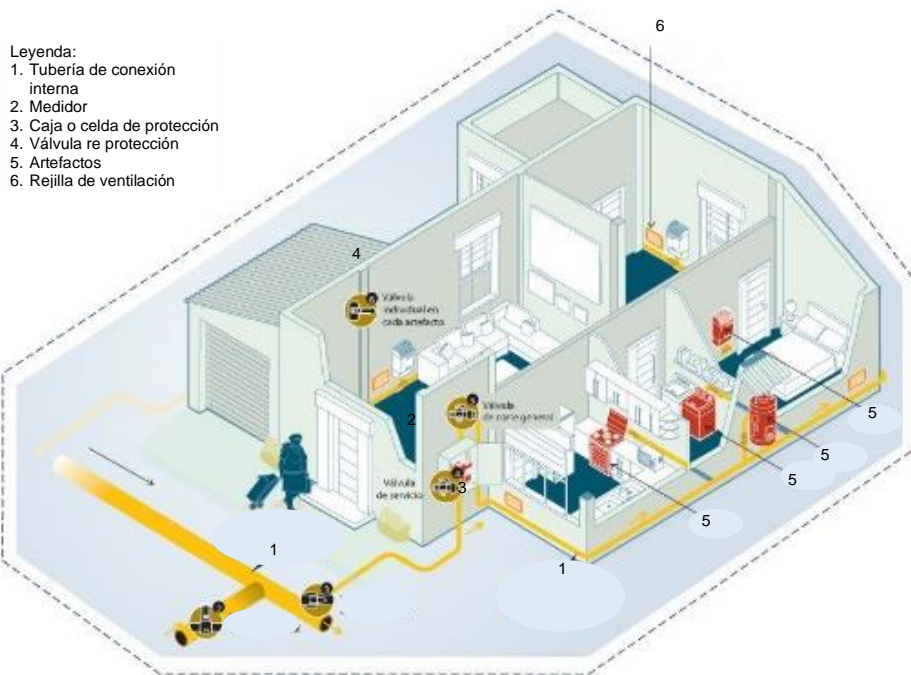 6
Leyenda:
1. Tubería de conexión
interna
2. Medidor
3. Caja o celda de protección
4. Válvula re protección
5. Artefactos
6. Rejilla de ventilación
4
Válvula
individual en
cada artefacto
2
Válvula
de corte general
5
Válvula
de servicio
3
5
5
5
1
1